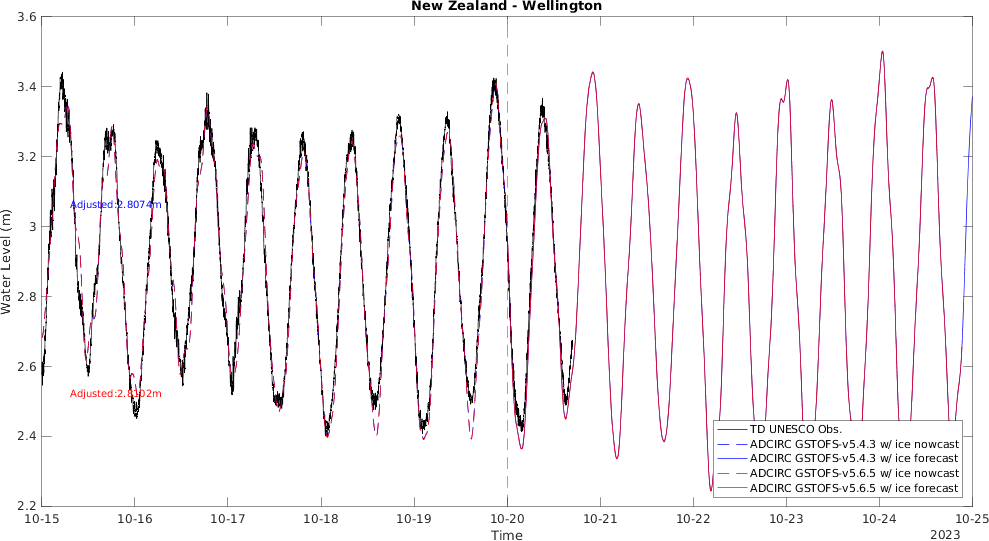 New Zealand - Wellington
Water Level (m)
3.6
3.4
3.2
3
2.8
2.6
2.4
2.2
Adjusted:2.8074m
Adjusted:2.8102m
TD UNESCO Obs.
ADCIRC GSTOFS-v5.4.3 w/ ice nowcast
ADCIRC GSTOFS-v5.4.3 w/ ice forecast
ADCIRC GSTOFS-v5.6.5 w/ ice nowcast
ADCIRC GSTOFS-v5.6.5 w/ ice forecast
10-15 10-16 10-17 10-18 10-19 10-20 10-21 10-22 10-23 10-24 10-25
Time
2023